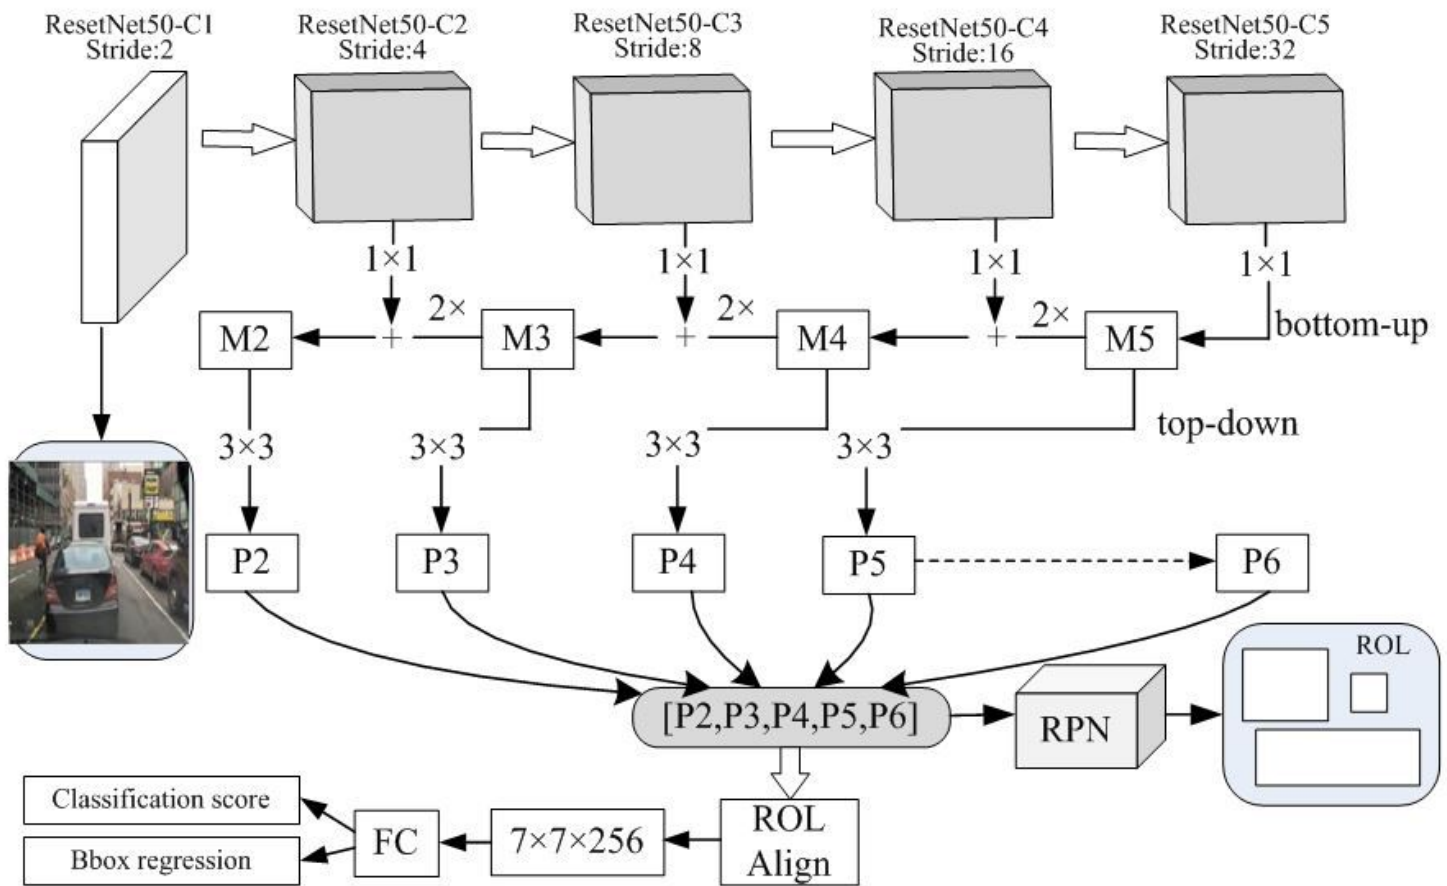 ResetNet50-C1
Stride:2
ResetNet50-C2
Stride:4
ResetNet50-C3
Stride:8
ResetNet50-C4
Stride:16
ResetNet50-C5
Stride:32
1×1
1×1
1×1
1×1
M2
+
2×
M3
+
2×
M4
+
2×
M5
bottom-up
top-down
3×3
3×3
3×3
3×3
P2
P3
P4
P5
P6
[P2,P3,P4,P5,P6]
RPN
ROL
Classification score
Bbox regression
FC
7×7×256
ROL
Align